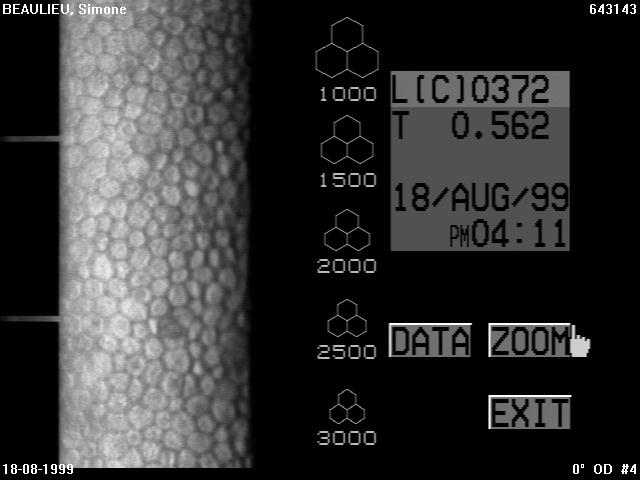 BEAULIEU, Simone
643143
1000
1500
2000
2500
3000
L(C)0372
T 0.562
18/AUG/99
PM04:11
DATA ZOOM
EXIT
18-08-1999
0° OD #4